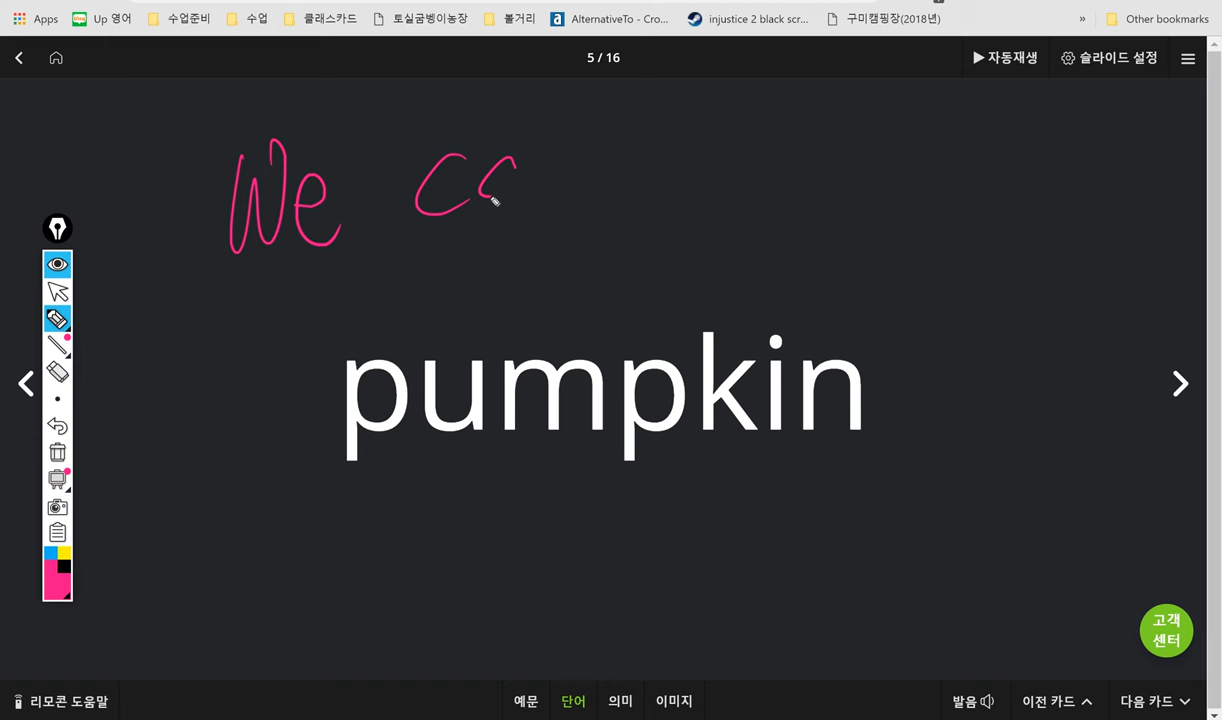 Apps Up 영어 수업준비 수업 클래스카드 토실굼벵이농장 볼거리 AlternativeTo - Cro... injustice 2 black scr... 구미캠핑장(2018년) » Other bookmarks
5 / 16 자동재생 슬라이드 설정
We cc
pumpkin
고객
센터
리모콘 도움말 예문 단어 의미 이미지 발음 이전 카드 다음 카드